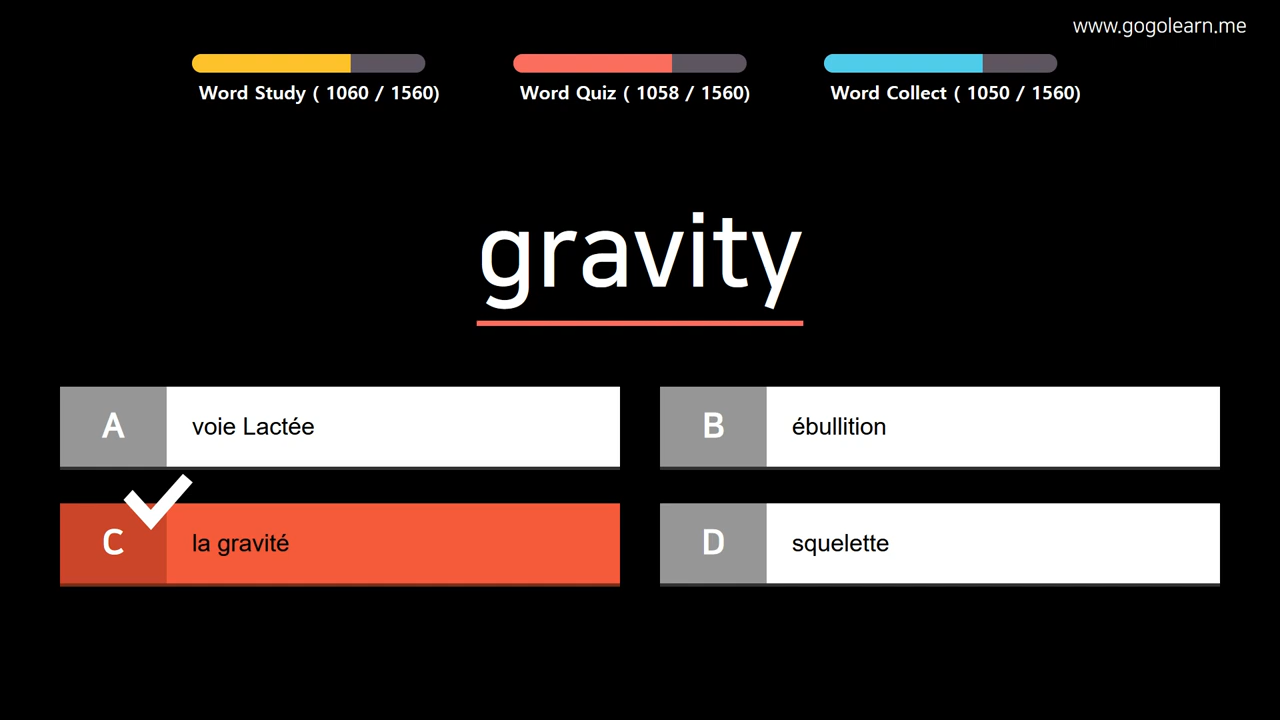 www.gogolearn.me
Word Study ( 1060 / 1560)
Word Quiz ( 1058 / 1560)
Word Collect ( 1050 / 1560)
gravity
A voie Lactée
B ébullition
C la gravité
D squelette